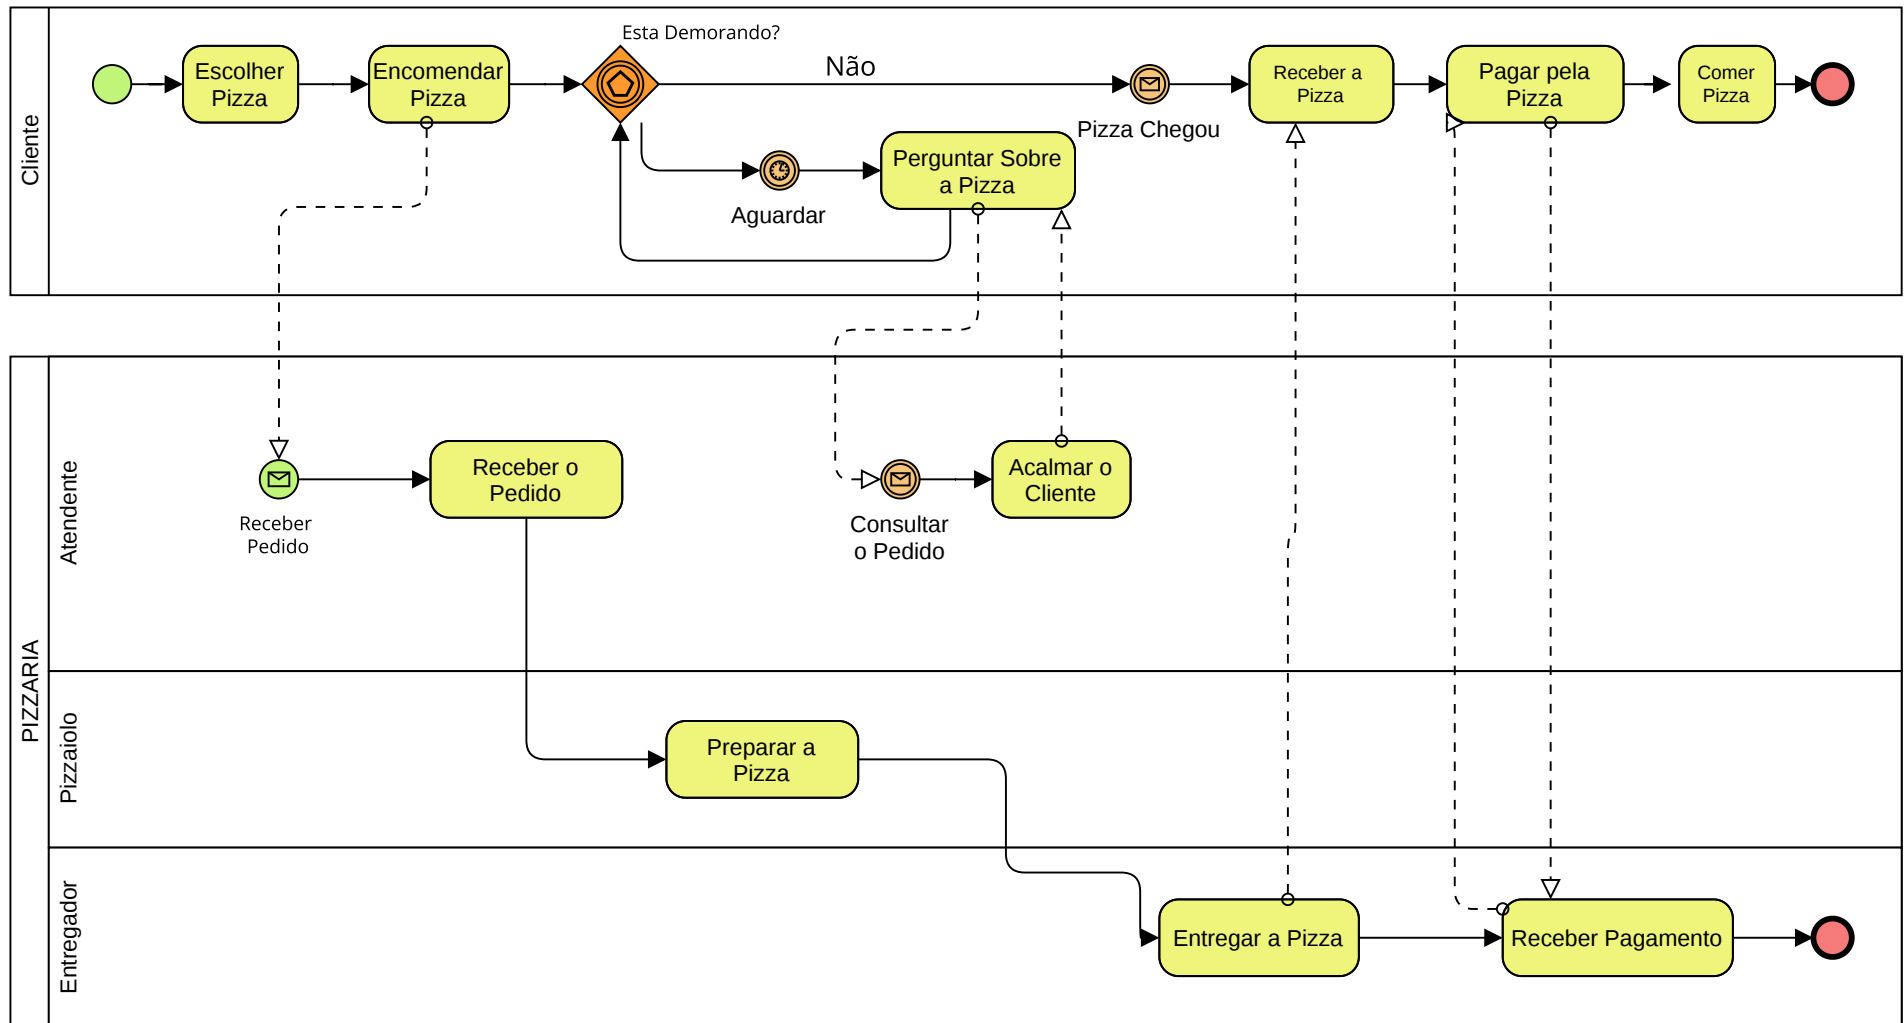 Esta Demorando?
Cliente
Escolher
Pizza
Encomendar
Pizza
Não
Pizza Chegou
Receber a
Pizza
Pagar pela
Pizza
Comer
Pizza
Aguardar
Perguntar Sobre
a Pizza
PIZZARIA
Atendente
Receber
Pedido
Receber o
Pedido
Consultar
o Pedido
Acalmar o
Cliente
Pizzaiolo
Preparar a
Pizza
Entregador
Entregar a Pizza
Receber Pagamento